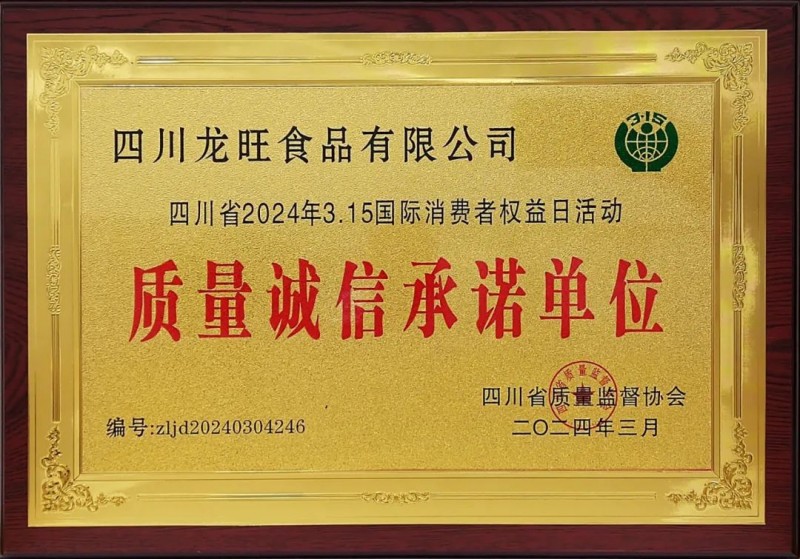 四川龙旺食品有限公司
3·15
四川省2024年3.15国际消费者权益日活动
质量诚信承诺单位
四川省质量监督协会
编号:zljd20240304246
二〇二四年三月